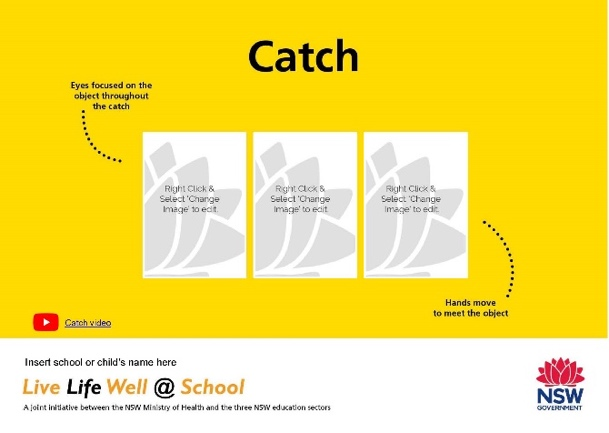 Catch
Eyes focused on the
object throughout
the catch
Right Click &
Select 'Change
Image' to edit.
Right Click &
Select 'Change
Image' to edit.
Right Click &
Select 'Change
Image' to edit.
Hands move
to meet the object
Catch video
Insert school or child's name here
Live Life Well @ School
A joint initiative between the NSW Ministry of Health and the three NSW education sectors
NSW
GOVERNMENT